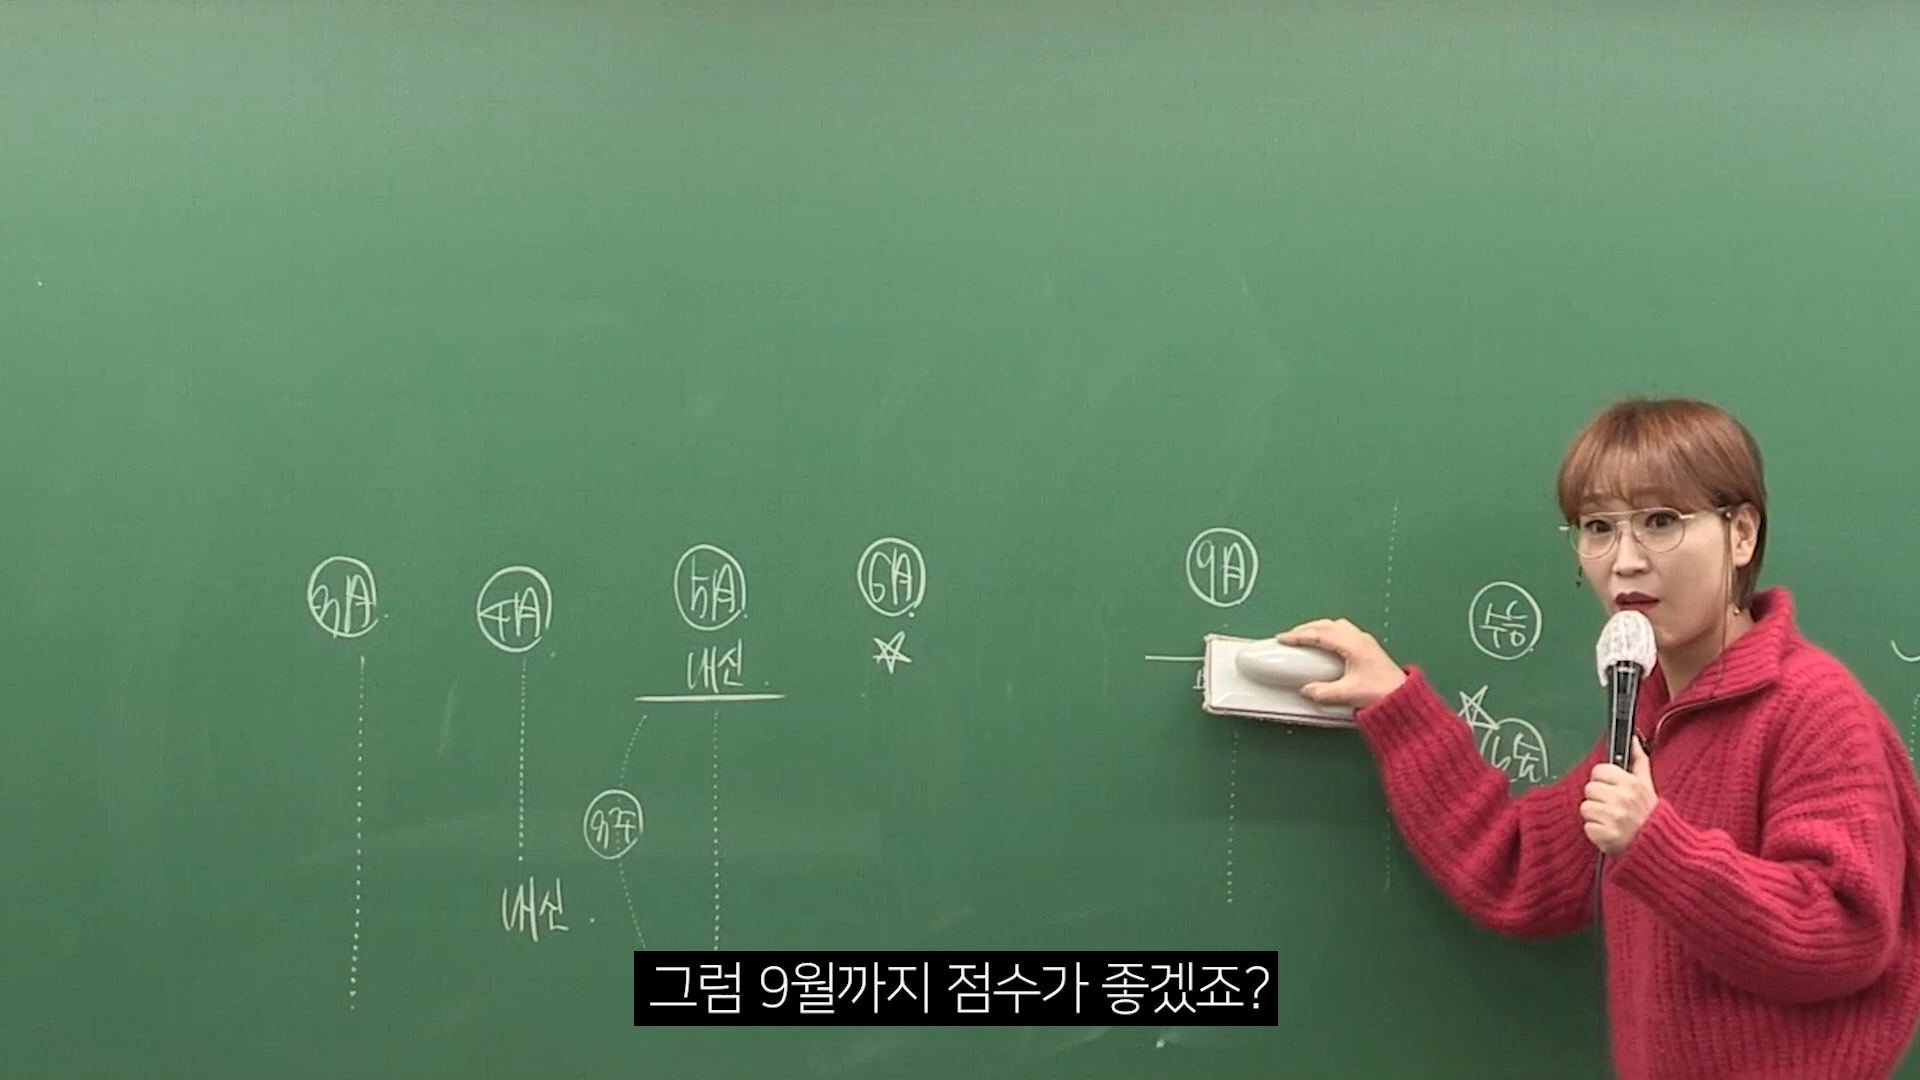 3月
4月
5月
6月
9月
수능
내신
3주
내신
그럼 9월까지 점수가 좋겠죠?